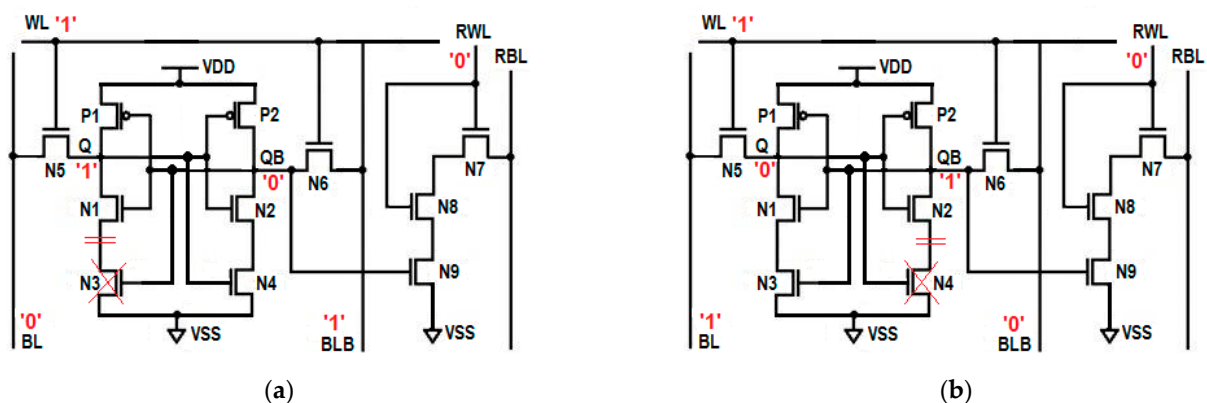 WL '1'
RWL
'0'
RBL
VDD
P1
P2
Q
'1'
N5
QB
'0'
N6
N7
N1
N2
N8
N3
N4
N9
'0'
BL
VSS
'1'
BLB
VSS
(a)
WL '1'
RWL
'0'
RBL
VDD
P1
P2
Q
'0'
N5
QB
'1'
N6
N7
N1
N2
N8
N3
N4
N9
'1'
BL
VSS
'0'
BLB
VSS
(b)